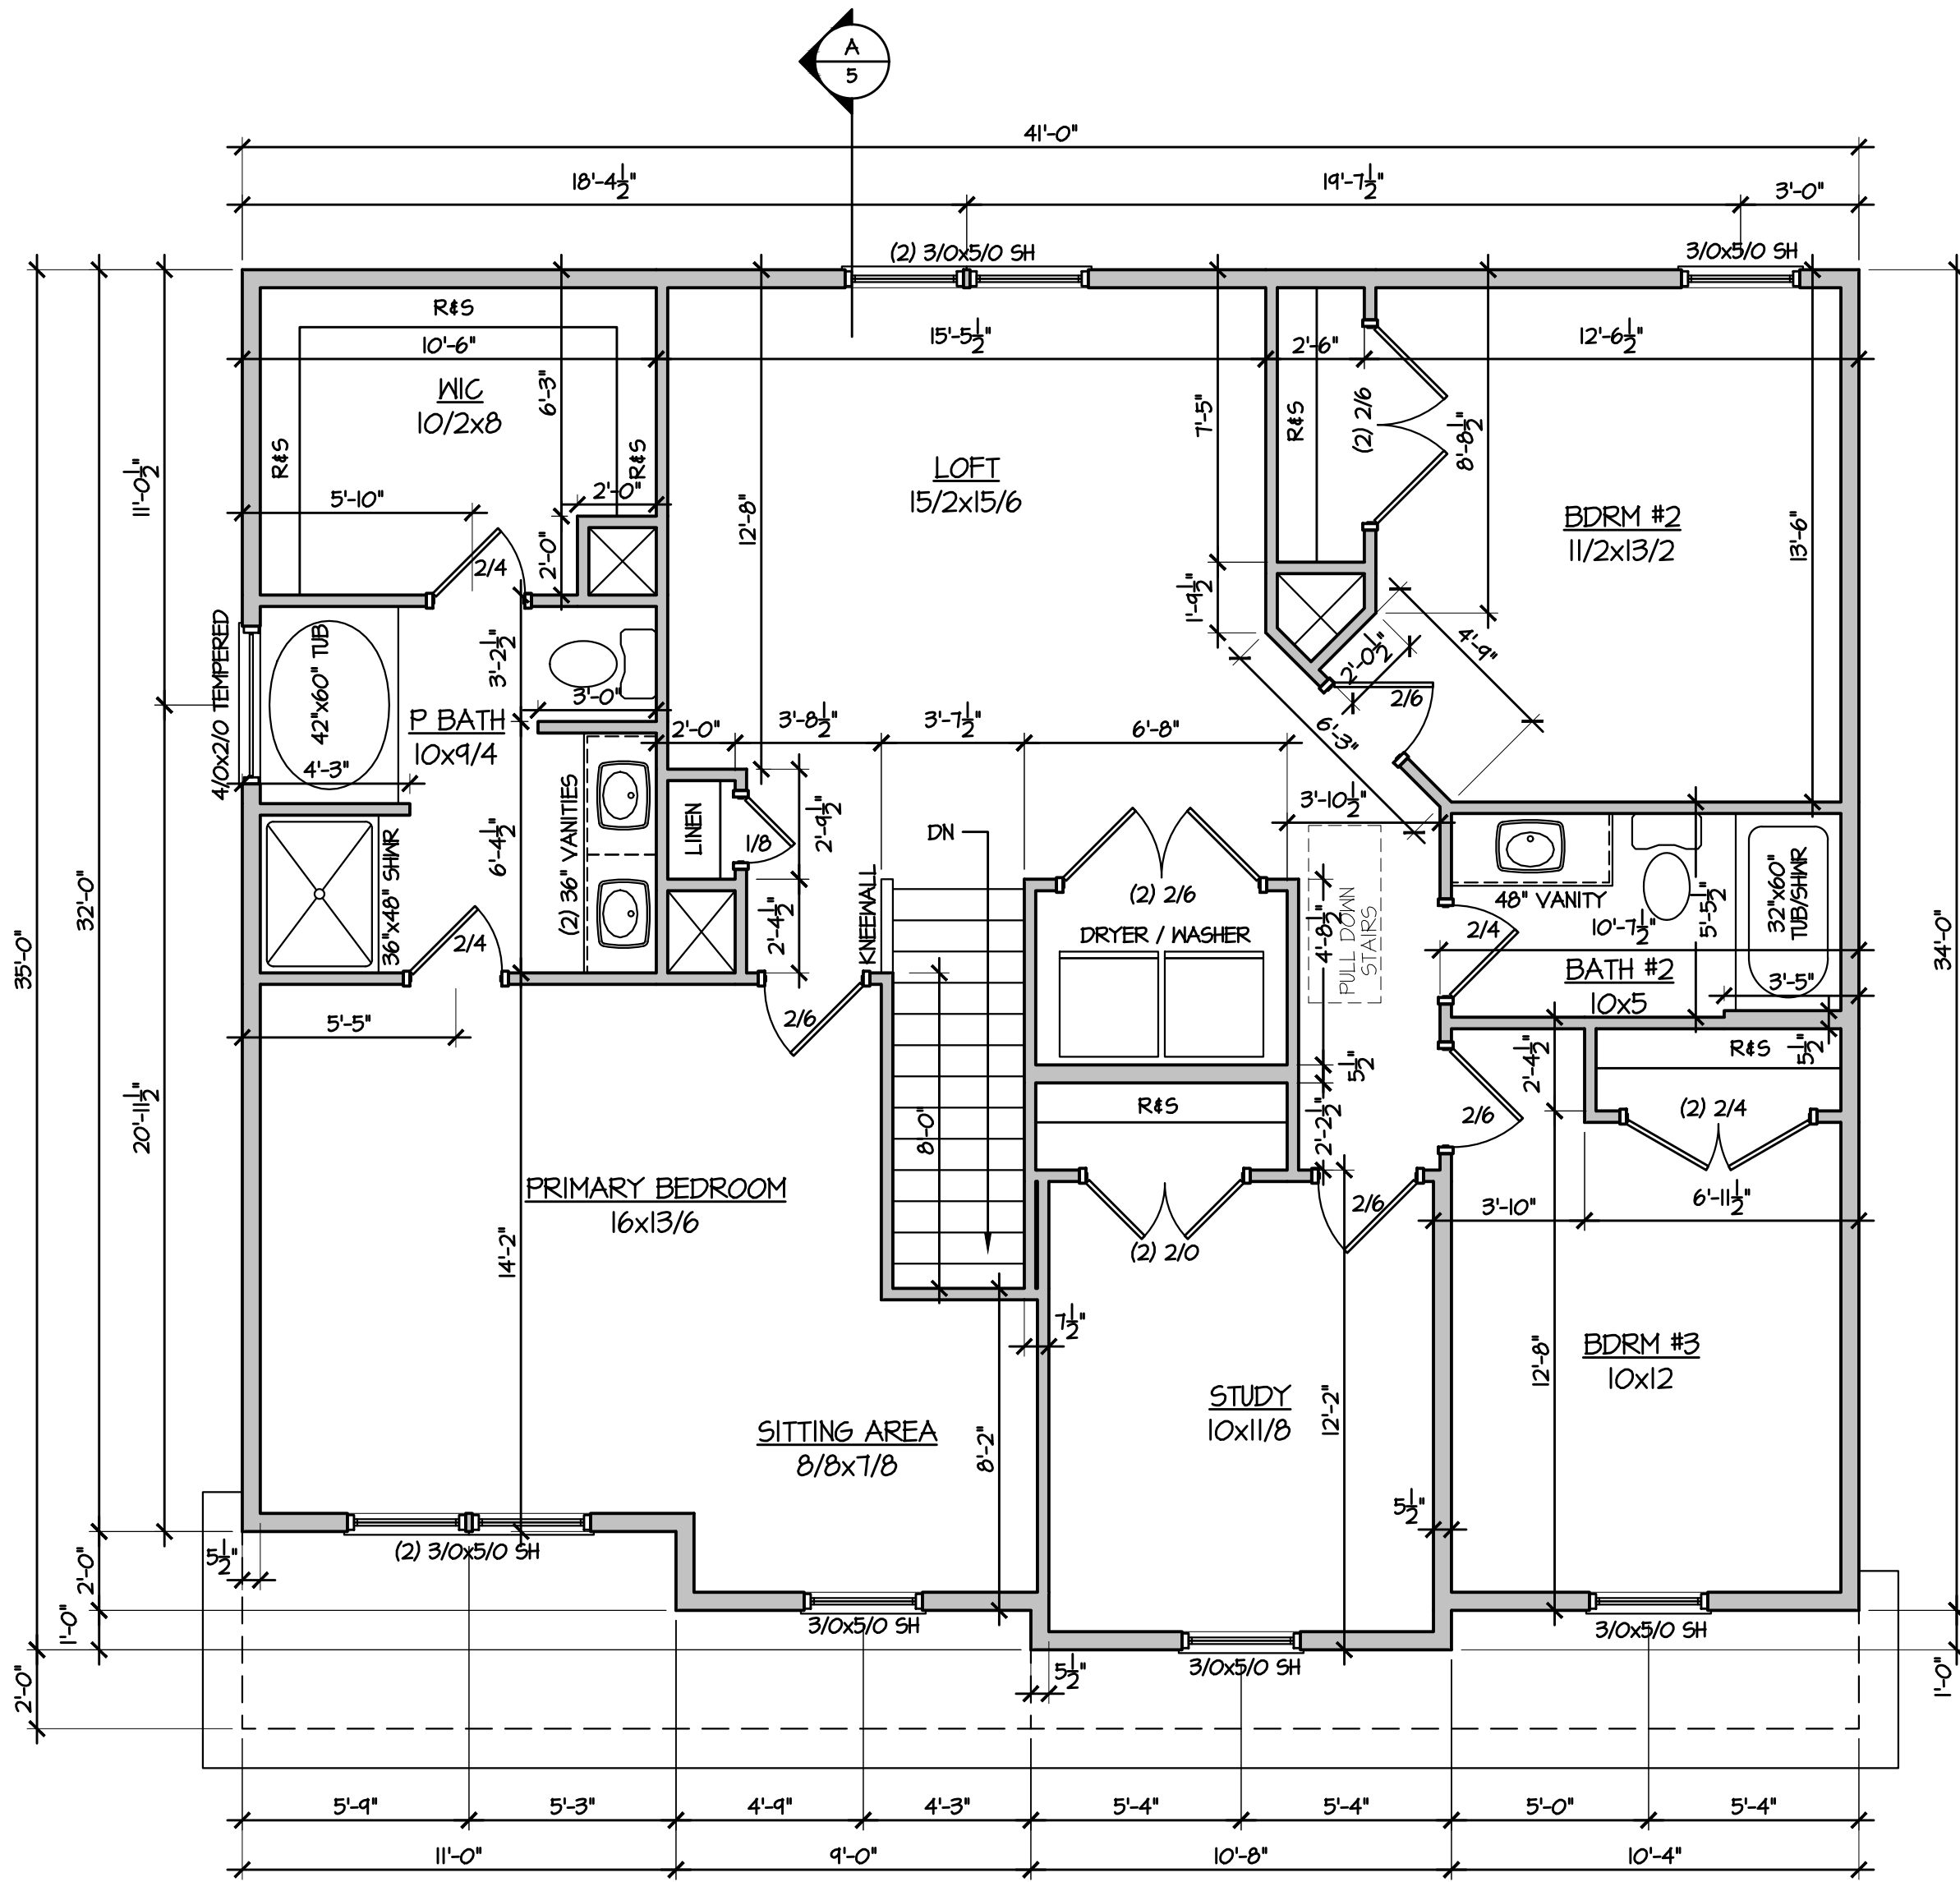 A
5
41'-0"
18'-4 1/2"
19'-7 1/2"
3'-0"
(2) 3/0x5/0 SH
3/0x5/0 SH
R&S
10'-6"
15'-5 1/2"
2'-6"
12'-6 1/2"
WIC
10/2x8
6'-3"
R&S
R&S
2'-0"
5'-10"
2'-0"
2/4
11'-0 1/2"
32'-0"
35'-0"
20'-11 1/2"
34'-0"
LOFT
15/2x15/6
12'-8"
7'-5"
R&S
(2) 2/6
8'-8 1/2"
1'-9 1/2"
BDRM #2
11/2x13/2
13'-6"
2'-0 1/2"
4'-9"
2/6
6'-3"
4/0x2/0 TEMPERED
42"x60" TUB
3'-2 1/2"
3'-0"
P BATH
10x9/4
4'-3"
36"x48" SHWR
6'-4 1/2"
(2) 36" VANITIES
2/4
2'-0"
3'-8 1/2"
3'-7 1/2"
6'-8"
LINEN
1/8
2'-9 1/2"
2'-4 1/2"
KNEEWALL
DN
3'-10 1/2"
(2) 2/6
DRYER / WASHER
4'-8 1/2"
PULL DOWN
STAIRS
48" VANITY
10'-7 1/2"
5'-5 1/2"
32"x60"
TUB/SHWR
2/4
BATH #2
10x5
3'-5"
5'-5"
2/6
8'-0"
R&S
5 1/2"
2'-2 1/2"
(2) 2/0
2/6
2/6
2'-4 1/2"
R&S
5 1/2"
(2) 2/4
3'-10"
6'-11 1/2"
PRIMARY BEDROOM
16x13/6
14'-2"
7 1/2"
SITTING AREA
8/8x7/8
8'-2"
STUDY
10x11/8
12'-2"
5 1/2"
BDRM #3
10x12
12'-8"
5 1/2"
(2) 3/0x5/0 SH
3/0x5/0 SH
3/0x5/0 SH
3/0x5/0 SH
5 1/2"
2'-0"
1'-0"
2'-0"
1'-0"
5'-9"
5'-3"
4'-9"
4'-3"
5'-4"
5'-4"
5'-0"
5'-4"
11'-0"
9'-0"
10'-8"
10'-4"